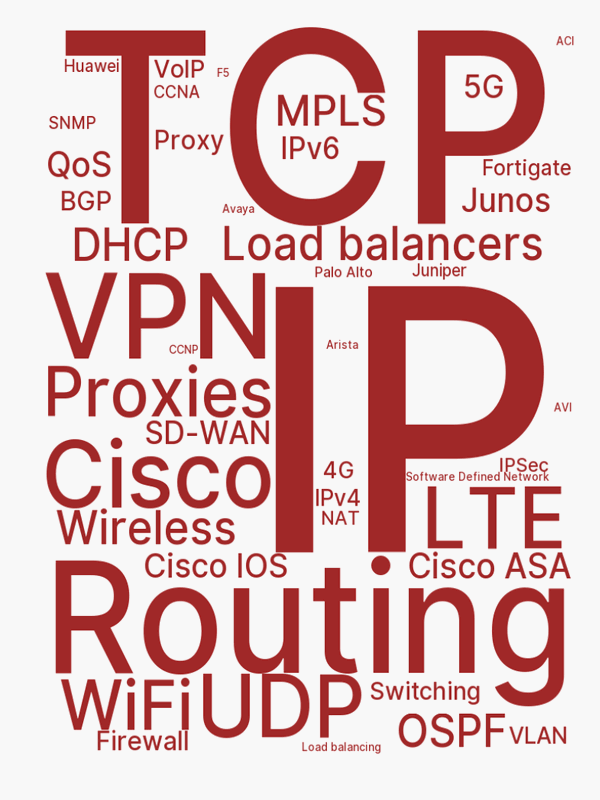 TCP
ACI
Huawei
VoIP
F5
CCNA
5G
MPLS
SNMP
Proxy
IPv6
QoS
Fortigate
BGP
Junos
Avaya
DHCP
Load balancers
Palo Alto
Juniper
VPN
IP
CCNP
Arista
Proxies
AVI
SD-WAN
Cisco
4G
IPSec
Software Defined Network
IPv4
NAT
LTE
Wireless
Cisco IOS
Cisco ASA
Routing
WiFi
UDP
Switching
OSPF
VLAN
Firewall
Load balancing